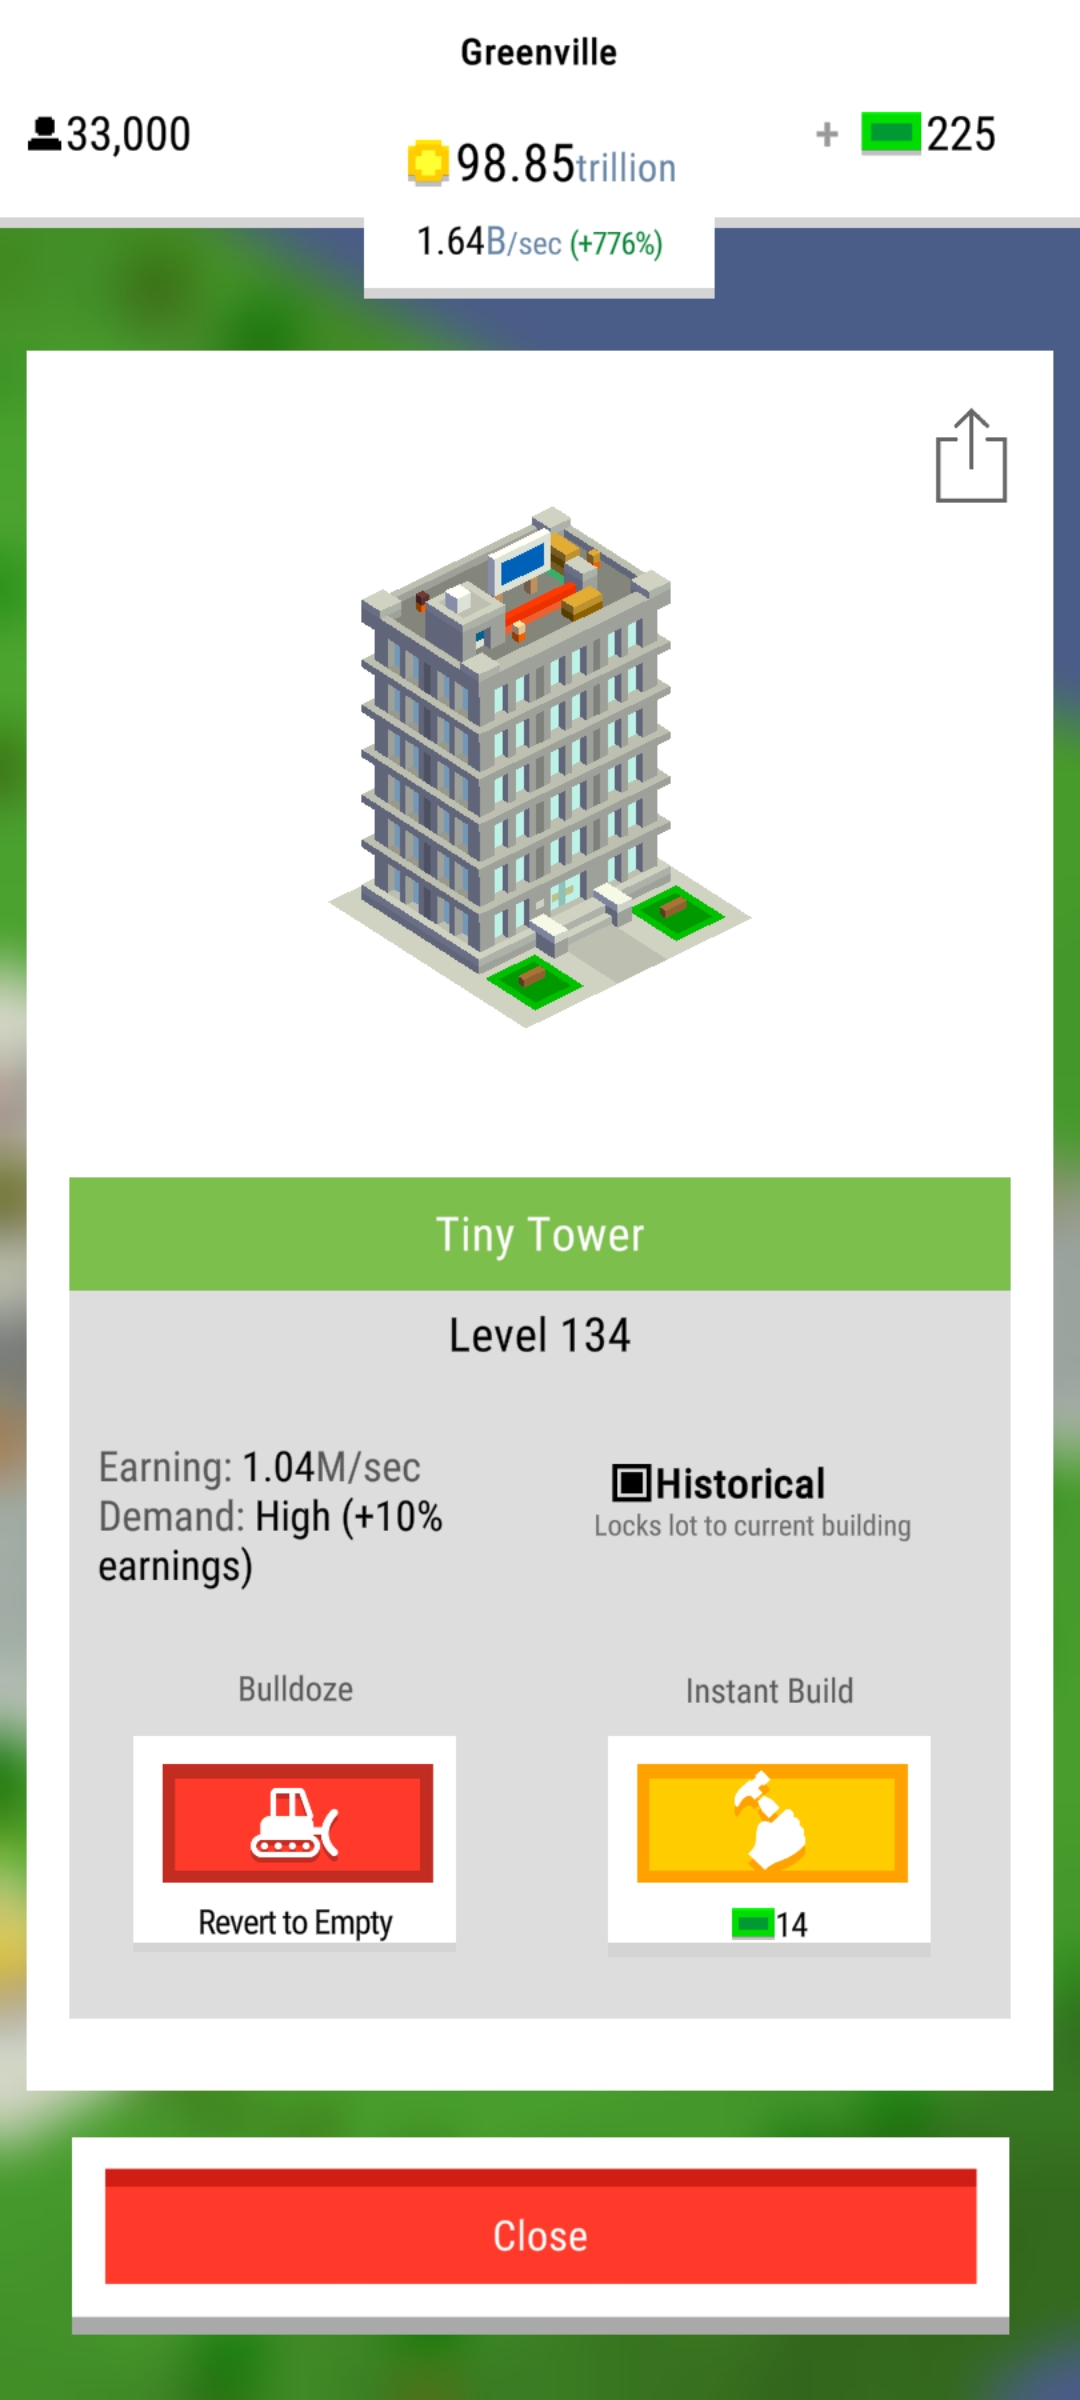 Greenville
33,000
98.85trillion
+ 225
1.64B/sec (+776%)
Tiny Tower
Level 134
Earning: 1.04M/sec
Demand: High (+10%
earnings)
Historical
Locks lot to current building
Bulldoze
Instant Build
Revert to Empty
14
Close